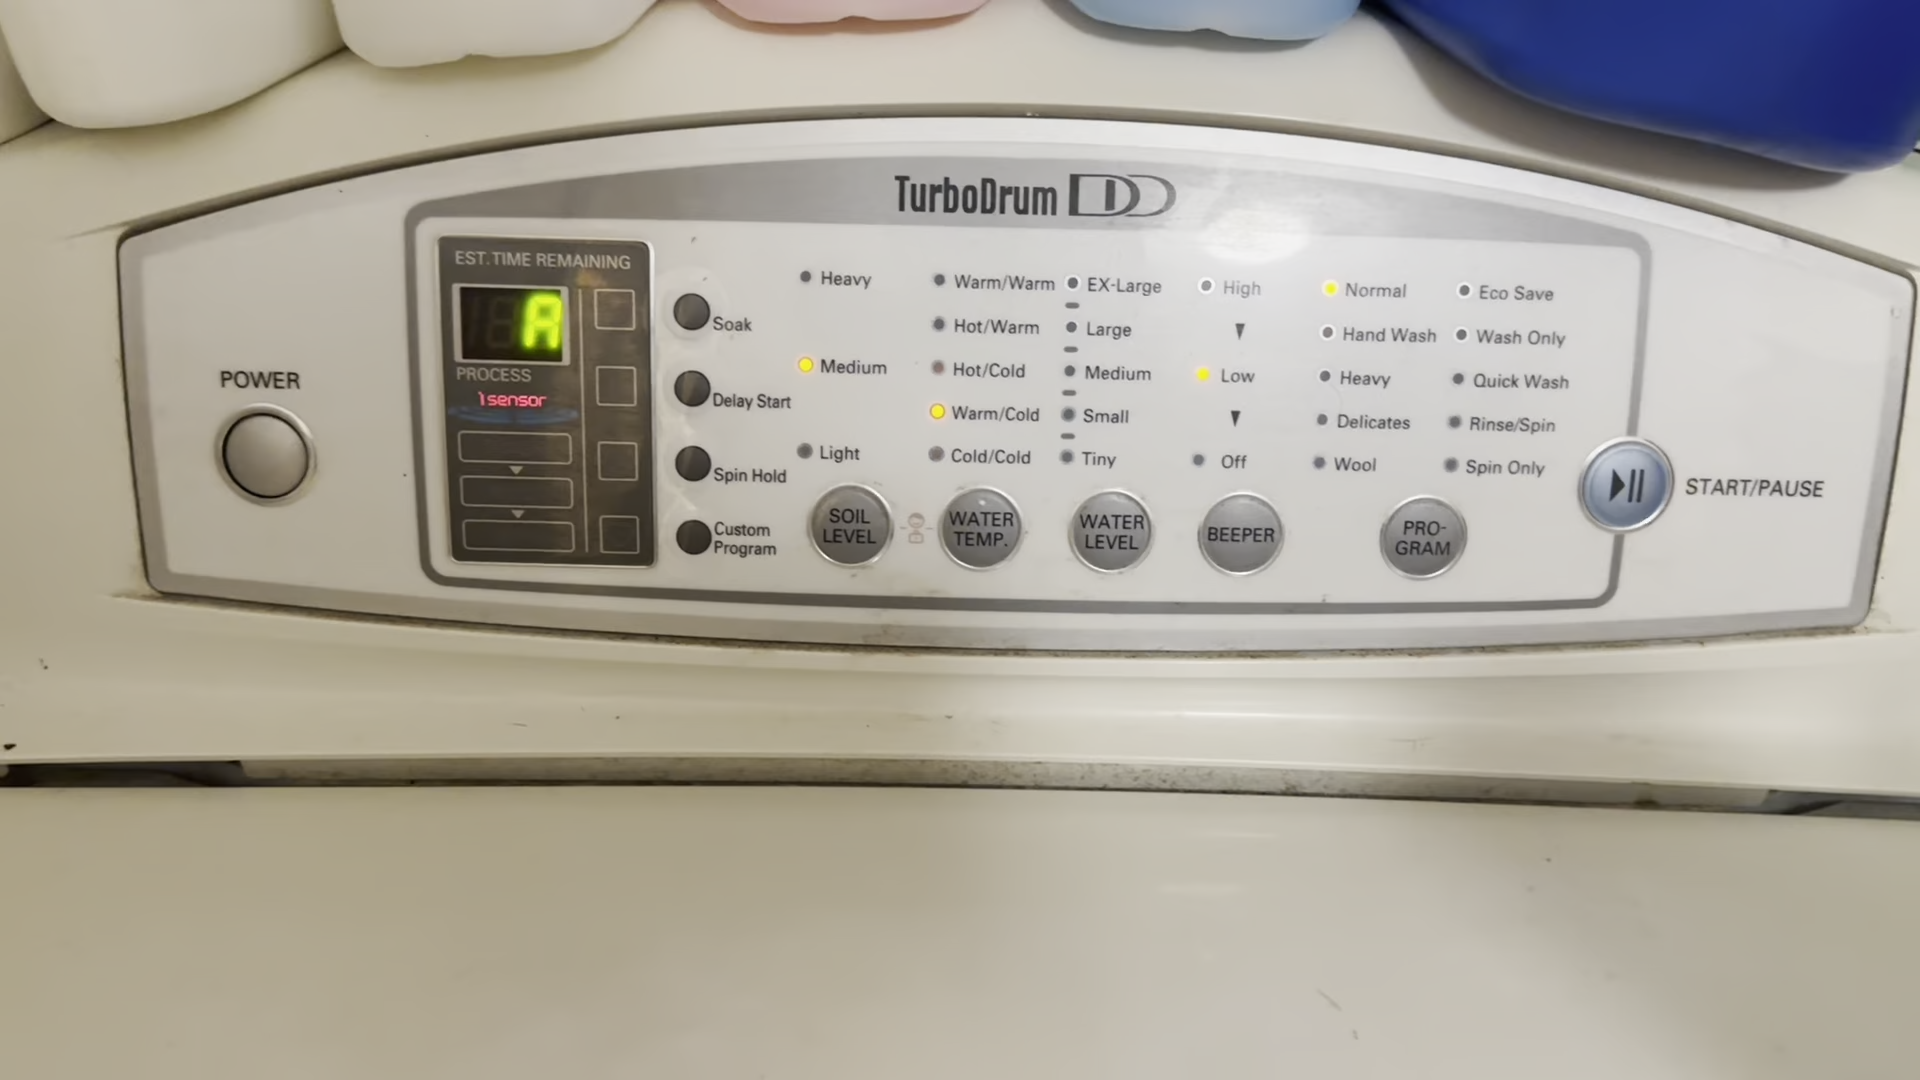 TurboDrum DD
EST. TIME REMAINING
A
PROCESS
sensor
POWER
Soak
Delay Start
Spin Hold
Custom
Program
Heavy
Medium
Light
SOIL
LEVEL
Warm/Warm
Hot/Warm
Hot/Cold
Warm/Cold
Cold/Cold
WATER
TEMP.
EX-Large
Large
Medium
Small
Tiny
WATER
LEVEL
High
Low
Off
BEEPER
Normal
Hand Wash
Heavy
Delicates
Wool
Eco Save
Wash Only
Quick Wash
Rinse/Spin
Spin Only
PRO-
GRAM
START/PAUSE